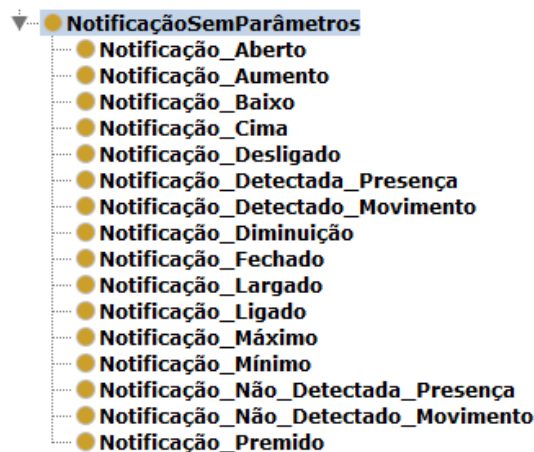 NotificaçãoSemParâmetros
Notificação_Aberto
Notificação_Aumento
Notificação_Baixo
Notificação_Cima
Notificação_Desligado
Notificação_Detectada_Presença
Notificação_Detectado_Movimento
Notificação_Diminuição
Notificação_Fechado
Notificação_Largado
Notificação_Ligado
Notificação_Máximo
Notificação_Mínimo
Notificação_Não_Detectada_Presença
Notificação_Não_Detectado_Movimento
Notificação_Premido